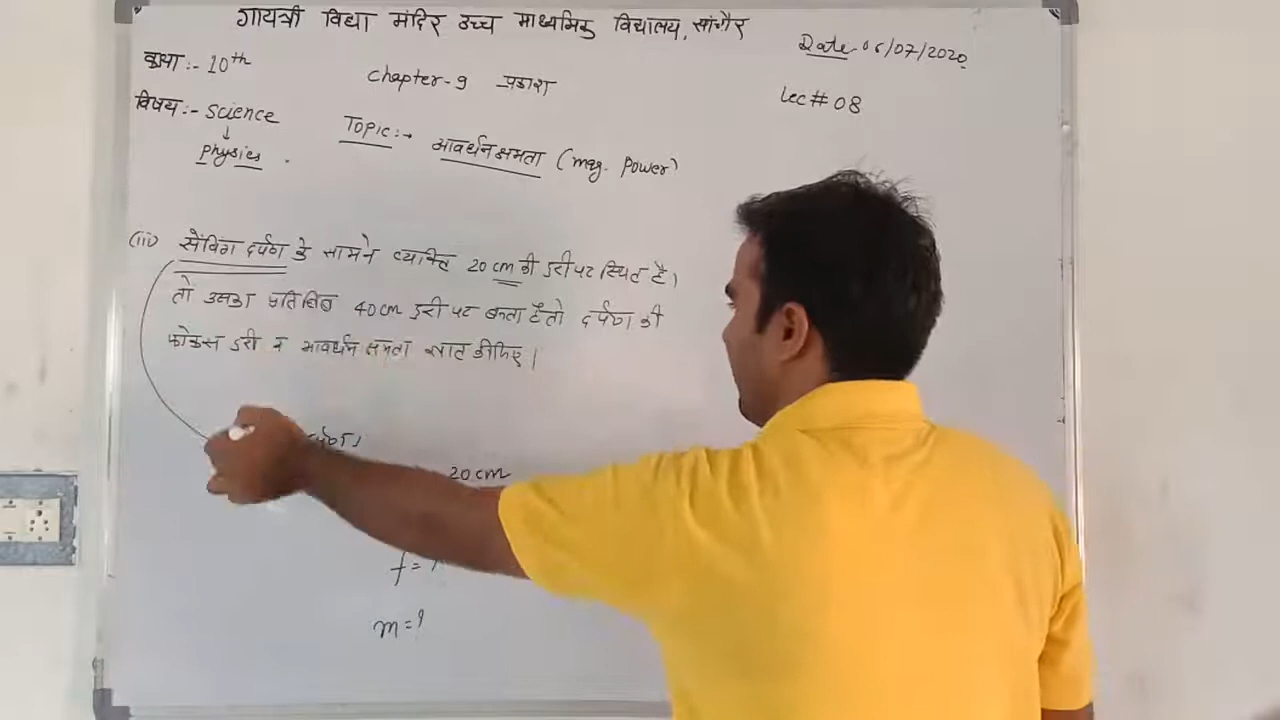 गायत्री विद्या मंदिर उच्च माध्यमिक विद्यालय, सांचौर
Date 06/07/2020
कक्षा :- 10th
Chapter-9 प्रकाश
Lec # 08
विषय :- Science
↓
Physics .
Topic :→ आवर्धन क्षमता (mag. Power)
(iii) सेविंग दर्पण के सामने व्यक्ति 20 cm की दूरी पर स्थित है।
तो उसका प्रतिबिंब 40cm दूरी पर बनता है तो दर्पण की
फोकस दूरी व आवर्धन क्षमता ज्ञात कीजिए।
20 cm
f = ?
m = ?